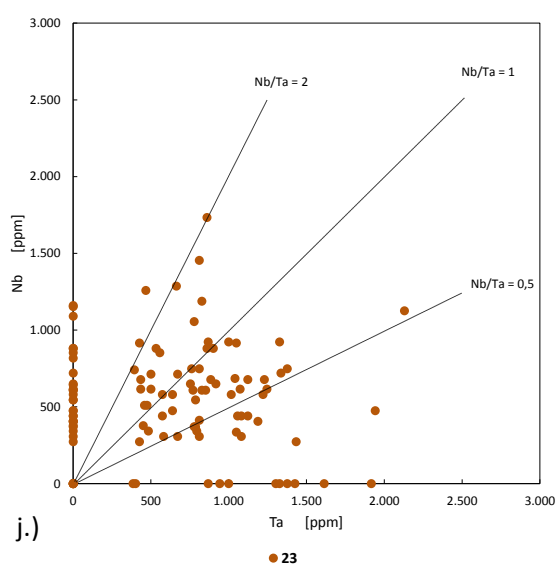 3.000
2.500
2.000
1.500
1.000
500
0
Nb [ppm]
Nb/Ta = 2
Nb/Ta = 1
Nb/Ta = 0,5
0
500
1.000
1.500
2.000
2.500
3.000
Ta [ppm]
j.)
23